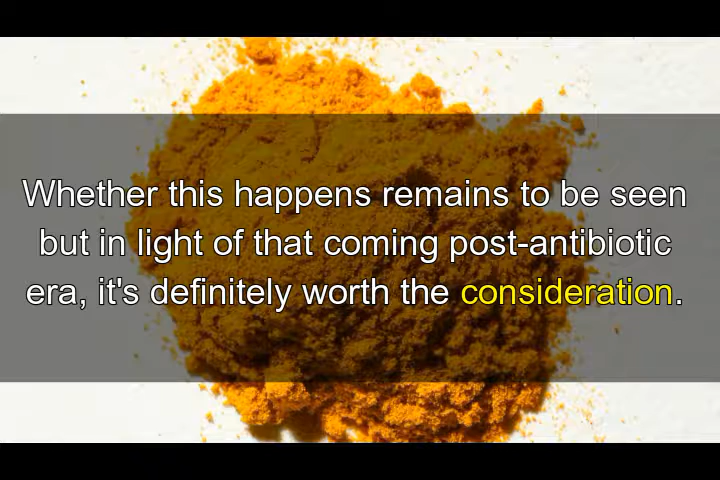 Whether this happens remains to be seen
but in light of that coming post-antibiotic
era, it's definitely worth the consideration.